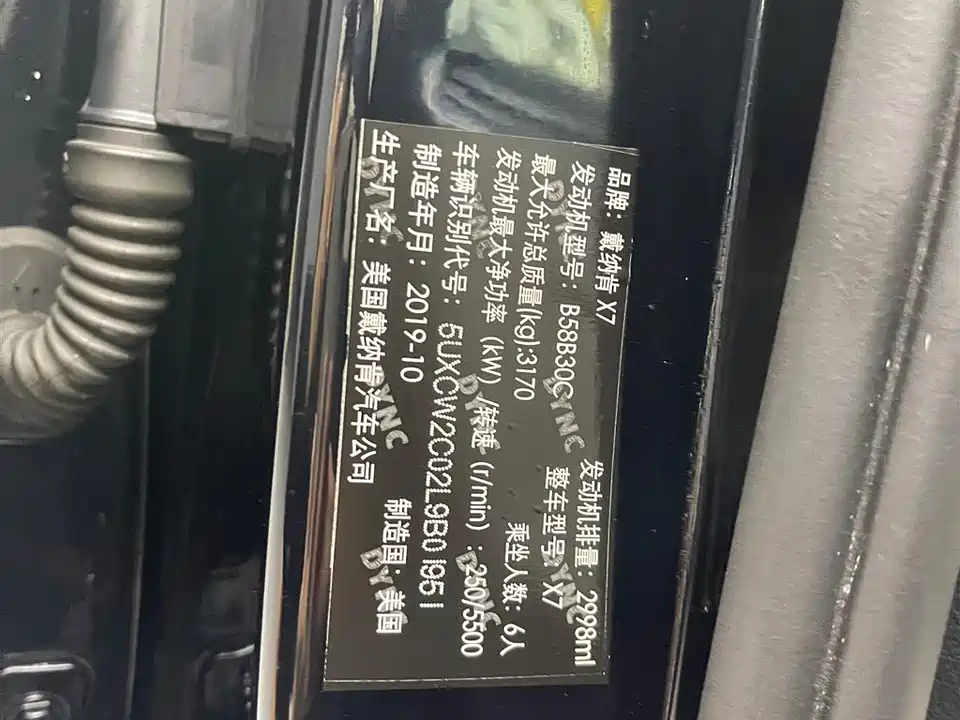 品牌：戴纳肯 X7
发动机型号：B58B30C 发动机排量：2998ml
最大允许总质量(kg):3170 整车型号：X7
发动机最大净功率（kW）/转速（r/min）:250/5500 乘坐人数：6人
车辆识别代号：5UXCW2C02L9B01951
制造年月：2019-10 制造国：美国
生产厂名：美国戴纳肯汽车公司
DYNC